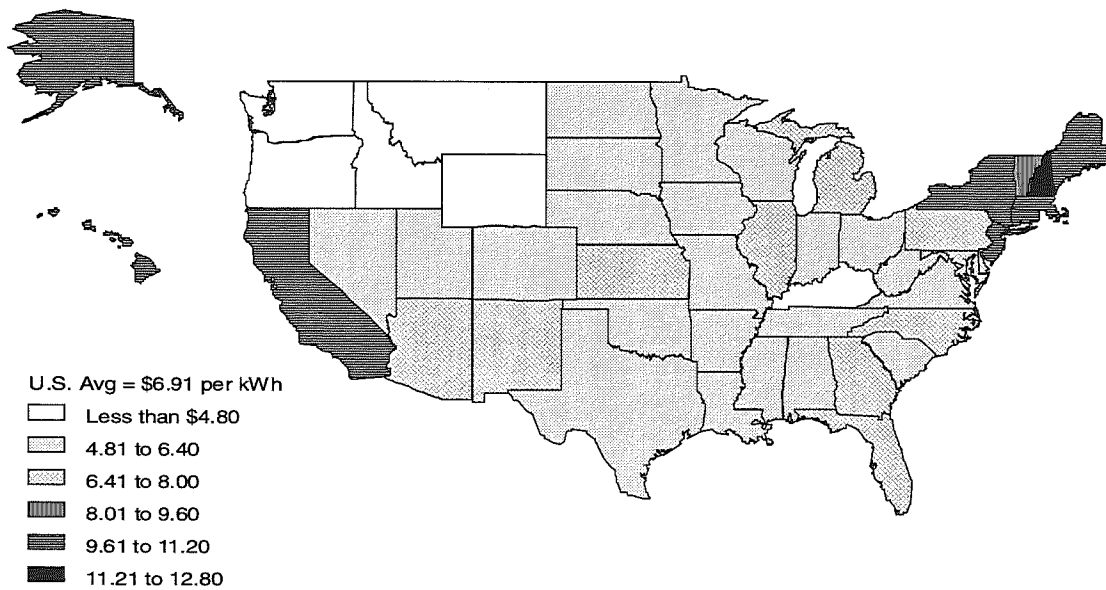 U.S. Avg = $6.91 per kWh
Less than $4.80
4.81 to 6.40
6.41 to 8.00
8.01 to 9.60
9.61 to 11.20
11.21 to 12.80